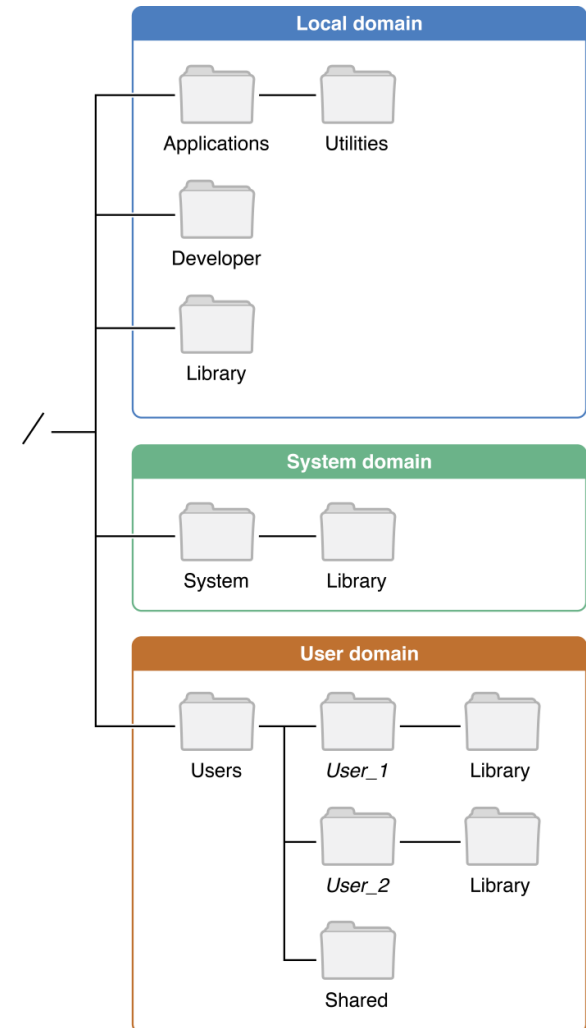 Local domain
Applications
Utilities
Developer
Library
/
System domain
System
Library
User domain
Users
User_1
Library
User_2
Library
Shared